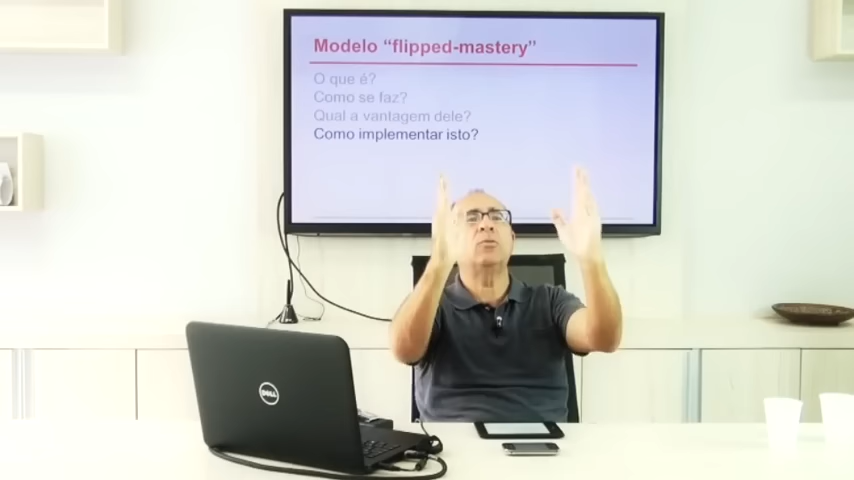 Modelo “flipped-mastery”
O que é?
Como se faz?
Qual a vantagem dele?
Como implementar isto?
DELL